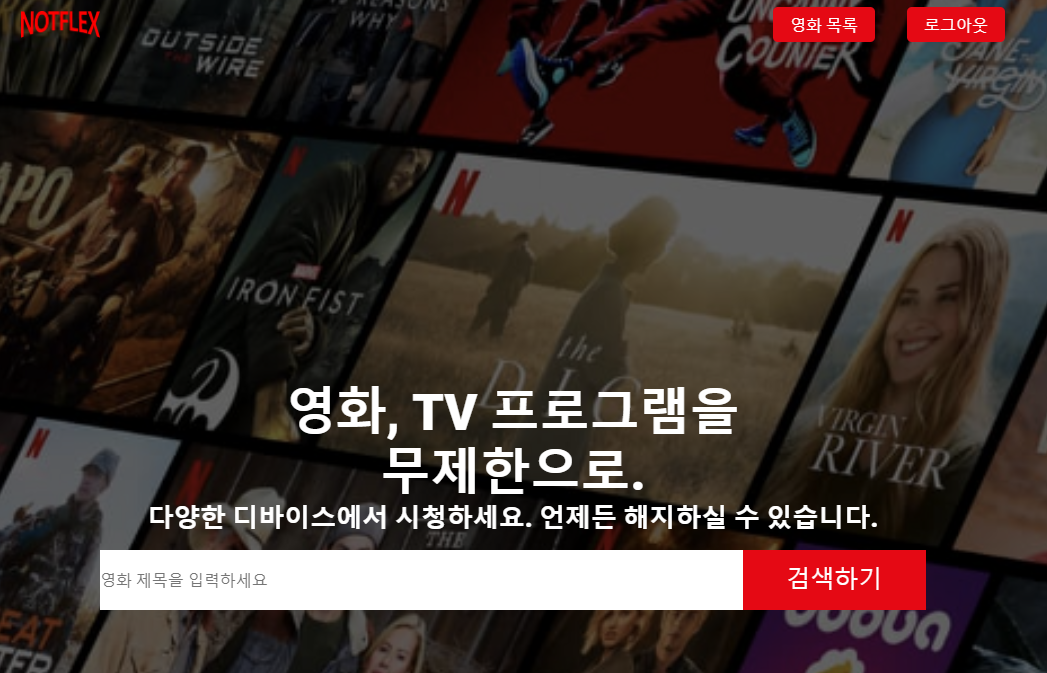 NOTFLEX
영화 목록
로그아웃
REASONS
WHY
OUTSIDE
THE
WIRE
UNCANNY
COUNTER
JANE
THE
VIRGIN
APO
N
N
N
IRON FIST
the
DIG
VIRGIN
RIVER
영화, TV 프로그램을
무제한으로.
다양한 디바이스에서 시청하세요. 언제든 해지하실 수 있습니다.
N
N
THE
영화 제목을 입력하세요
검색하기
EAT